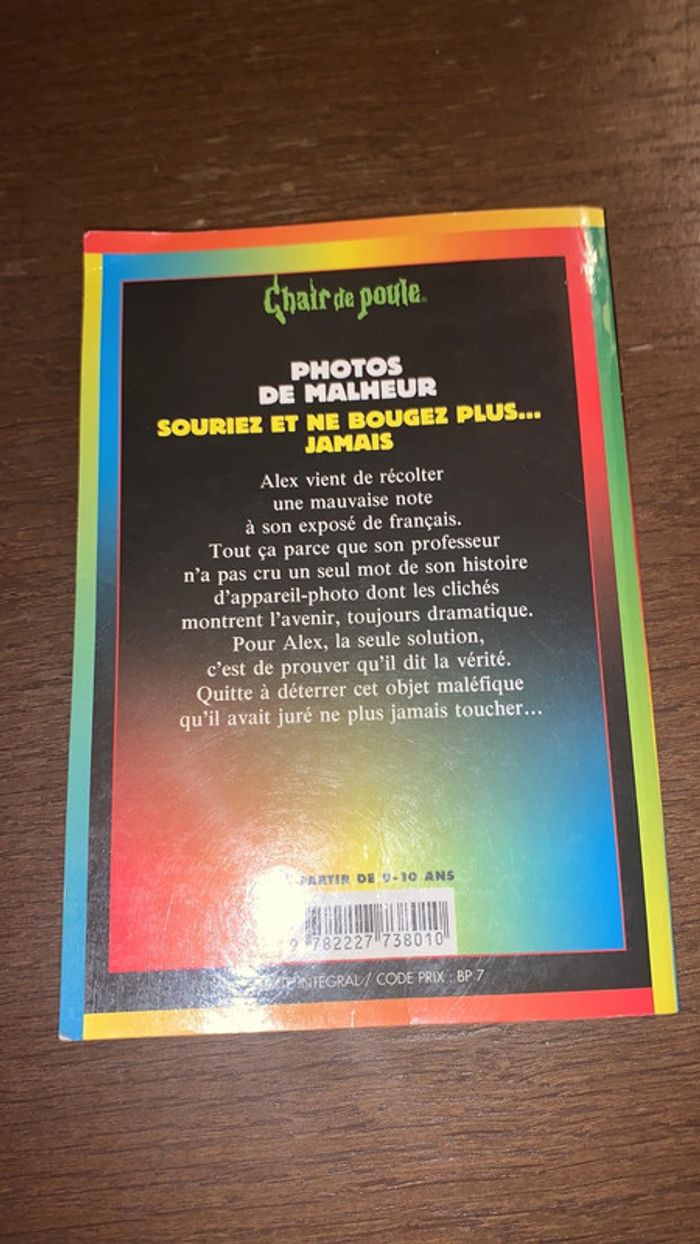 Chair de poule
PHOTOS
DE MALHEUR
SOURIEZ ET NE BOUGEZ PLUS...
JAMAIS
Alex vient de récolter
une mauvaise note
à son exposé de français.
Tout ça parce que son professeur
n'a pas cru un seul mot de son histoire
d'appareil-photo dont les clichés
montrent l'avenir, toujours dramatique.
Pour Alex, la seule solution,
c'est de prouver qu'il dit la vérité.
Quitte à déterrer cet objet maléfique
qu'il avait juré ne plus jamais toucher...
PARTIR DE 9-10 ANS
9 782227 738010
INTÉGRAL / CODE PRIX : BP 7